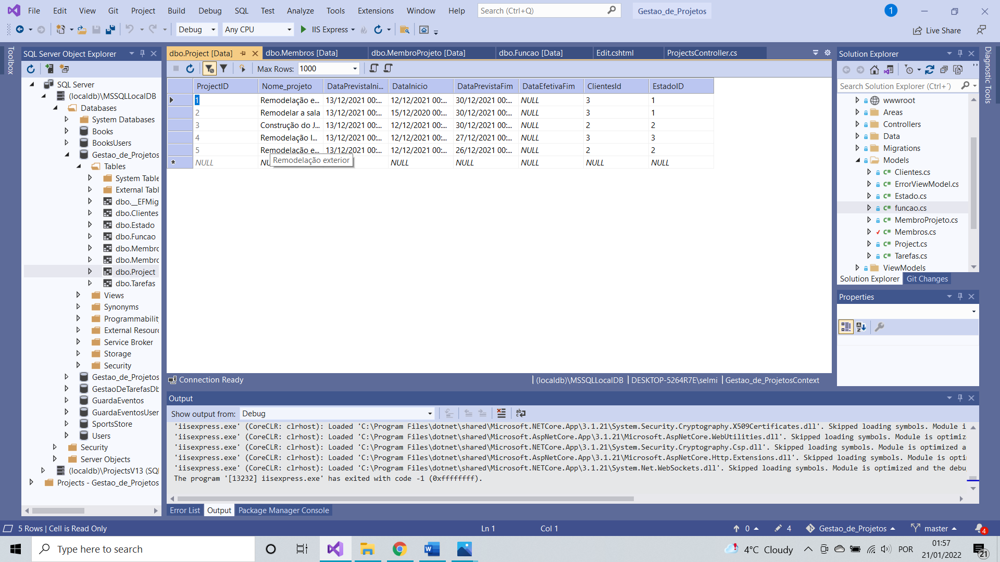 File Edit View Git Project Build Debug SQL Test Analyze Tools Extensions Window Help Search (Ctrl+Q) Gestao_de_Projetos 1
Debug Any CPU IIS Express Live Share
Toolbox
SQL Server Object Explorer
SQL Server
(localdb)\MSSQLLocalDB
Databases
System Databases
Books
BooksUsers
Gestao_de_Projetos
Tables
System Table
External Tabl
dbo.__EFMig
dbo.Clientes
dbo.Estado
dbo.Funcao
dbo.Membro
dbo.Membro
dbo.Project
dbo.Tarefas
Views
Synonyms
Programmability
External Resourc
Service Broker
Storage
Security
Gestao_de_Projetos
GestaoDeTarefasDb
GuardaEventos
GuardaEventosUser
SportsStore
Users
Security
Server Objects
(localdb)\ProjectsV13 (SQL
Projects - Gestao_de_Projetos
dbo.Project [Data] dbo.Membros [Data] dbo.MembroProjeto [Data] dbo.Funcao [Data] Edit.cshtml ProjectsController.cs
Max Rows: 1000
ProjectID Nome_projeto DataPrevistaIni... DataInicio DataPrevistaFim DataEfetivaFim ClientesId EstadoID
1 Remodelação e... 13/12/2021 00:... 12/12/2021 00:... 30/12/2021 00:... NULL 3 1
2 Remodelar a sala 13/12/2021 00:... 15/12/2020 00:... 30/12/2021 00:... NULL 3 1
3 Construção do J... 13/12/2021 00:... 12/12/2021 00:... 30/12/2021 00:... NULL 2 2
4 Remodelação I... 13/12/2021 00:... 12/12/2021 00:... 27/12/2021 00:... NULL 3 3
5 Remodelação e... 13/12/2021 00:... 12/12/2021 00:... 26/12/2021 00:... NULL 2 2
NULL NU NULL NULL NULL NULL NULL
Remodelação exterior
Connection Ready (localdb)\MSSQLLocalDB DESKTOP-5264R7E\selmi Gestao_de_ProjetosContext
Solution Explorer
Search Solution Explorer (Ctrl+´)
wwwroot
Areas
Controllers
Data
Migrations
Models
Clientes.cs
ErrorViewModel.cs
Estado.cs
funcao.cs
MembroProjeto.cs
Membros.cs
Project.cs
Tarefas.cs
ViewModels
Solution Explorer Git Changes
Properties
Diagnostic Tools
Output
Show output from: Debug
'iisexpress.exe' (CoreCLR: clrhost): Loaded 'C:\Program Files\dotnet\shared\Microsoft.NETCore.App\3.1.21\System.Security.Cryptography.X509Certificates.dll'. Skipped loading symbols. Module i
'iisexpress.exe' (CoreCLR: clrhost): Loaded 'C:\Program Files\dotnet\shared\Microsoft.AspNetCore.App\3.1.21\Microsoft.AspNetCore.WebUtilities.dll'. Skipped loading symbols. Module is optimiz
'iisexpress.exe' (CoreCLR: clrhost): Loaded 'C:\Program Files\dotnet\shared\Microsoft.NETCore.App\3.1.21\System.Security.Cryptography.Csp.dll'. Skipped loading symbols. Module is optimized a
'iisexpress.exe' (CoreCLR: clrhost): Loaded 'C:\Program Files\dotnet\shared\Microsoft.AspNetCore.App\3.1.21\Microsoft.AspNetCore.Http.Extensions.dll'. Skipped loading symbols. Module is opti
'iisexpress.exe' (CoreCLR: clrhost): Loaded 'C:\Program Files\dotnet\shared\Microsoft.NETCore.App\3.1.21\System.Net.WebSockets.dll'. Skipped loading symbols. Module is optimized and the debu
The program '[13232] iisexpress.exe' has exited with code -1 (0xffffffff).
Error List Output Package Manager Console
5 Rows | Cell is Read Only Ln 1 Col 1 0 4 Gestao_de_Projetos master 4
Type here to search 4°C Cloudy POR 01:57
21/01/2022 21